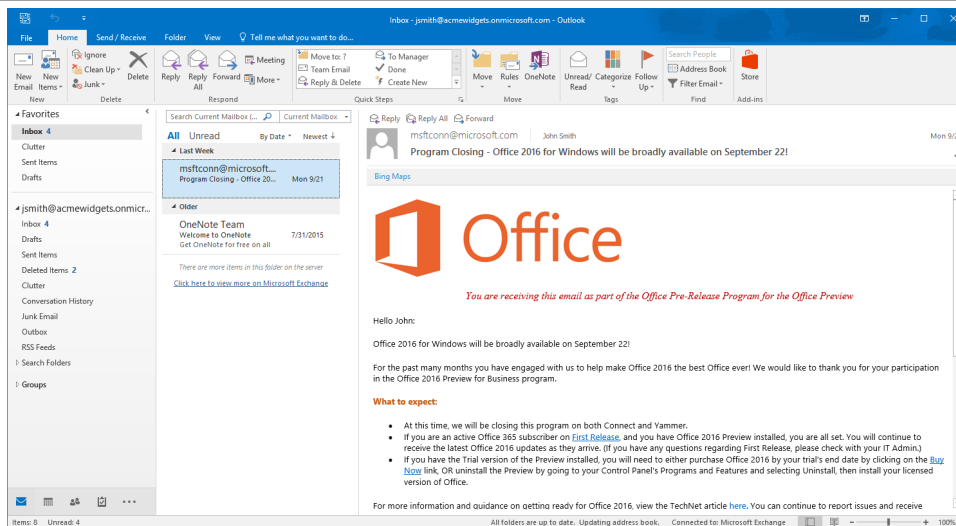 Inbox - jsmith@acmewidgets.onmicrosoft.com - Outlook
File Home Send / Receive Folder View Tell me what you want to do...
New Email
New Items
New
Ignore
Clean Up
Junk
Delete
Delete
Reply
Reply All
Forward
Meeting
More
Respond
Move to: ?
Team Email
Reply & Delete
To Manager
Done
Create New
Quick Steps
Move
Rules
OneNote
Move
Unread/ Read
Categorize
Follow Up
Tags
Search People
Address Book
Filter Email
Find
Store
Add-ins
Favorites
Inbox 4
Clutter
Sent Items
Drafts
jsmith@acmewidgets.onmicr...
Inbox 4
Drafts
Sent Items
Deleted Items 2
Clutter
Conversation History
Junk Email
Outbox
RSS Feeds
Search Folders
Groups
Search Current Mailbox (... Current Mailbox
All Unread By Date Newest ↓
Last Week
msftconn@microsoft....
Program Closing - Office 20... Mon 9/21
Older
OneNote Team
Welcome to OneNote 7/31/2015
Get OneNote for free on all
There are more items in this folder on the server
Click here to view more on Microsoft Exchange
Reply Reply All Forward
msftconn@microsoft.com John Smith Mon 9/2
Program Closing - Office 2016 for Windows will be broadly available on September 22!
Bing Maps
Office
You are receiving this email as part of the Office Pre-Release Program for the Office Preview
Hello John:
Office 2016 for Windows will be broadly available on September 22!
For the past many months you have engaged with us to help make Office 2016 the best Office ever! We would like to thank you for your participation
in the Office 2016 Preview for Business program.
What to expect:
• At this time, we will be closing this program on both Connect and Yammer.
• If you are an active Office 365 subscriber on First Release, and you have Office 2016 Preview installed, you are all set. You will continue to
receive the latest Office 2016 updates as they arrive. (If you have any questions regarding First Release, please check with your IT Admin.)
• If you have the Trial version of the Preview installed, you will need to either purchase Office 2016 by your trial's end date by clicking on the Buy
Now link, OR uninstall the Preview by going to your Control Panel's Programs and Features and selecting Uninstall, then install your licensed
version of Office.
For more information and guidance on getting ready for Office 2016, view the TechNet article here. You can continue to report issues and receive
Items: 8 Unread: 4 All folders are up to date. Updating address book. Connected to: Microsoft Exchange 100%